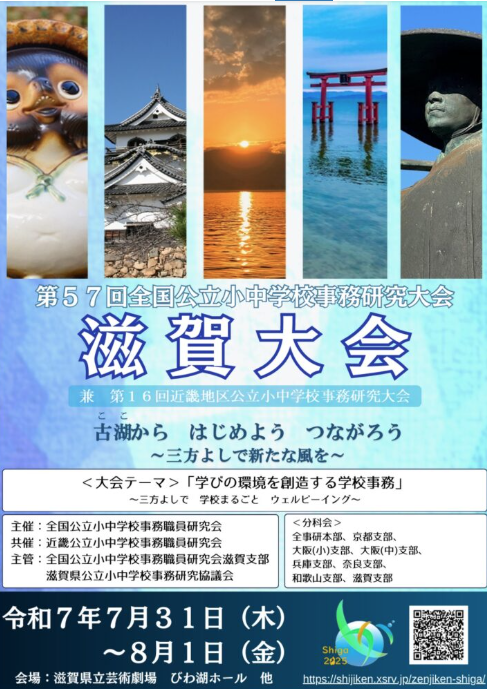 第57回全国公立小中学校事務研究大会
滋賀大会
兼　第16回近畿地区公立小中学校事務研究大会
ここ
古湖から　はじめよう　つながろう
～三方よしで新たな風を～
＜大会テーマ＞「学びの環境を創造する学校事務」
～三方よしで　学校まるごと　ウェルビーイング～
主催：全国公立小中学校事務職員研究会
共催：近畿公立小中学校事務研究会
主管：全国公立小中学校事務職員研究会滋賀支部
滋賀県公立小中学校事務研究協議会
＜分科会＞
全事研本部、京都支部、
大阪(小)支部、大阪(中)支部、
兵庫支部、奈良支部、
和歌山支部、滋賀支部
令和7年7月31日（木）
～8月1日（金）
会場：滋賀県立芸術劇場　びわ湖ホール　他
Shiga
2025
https://shijiken.xsrv.jp/zenjiken-shiga/